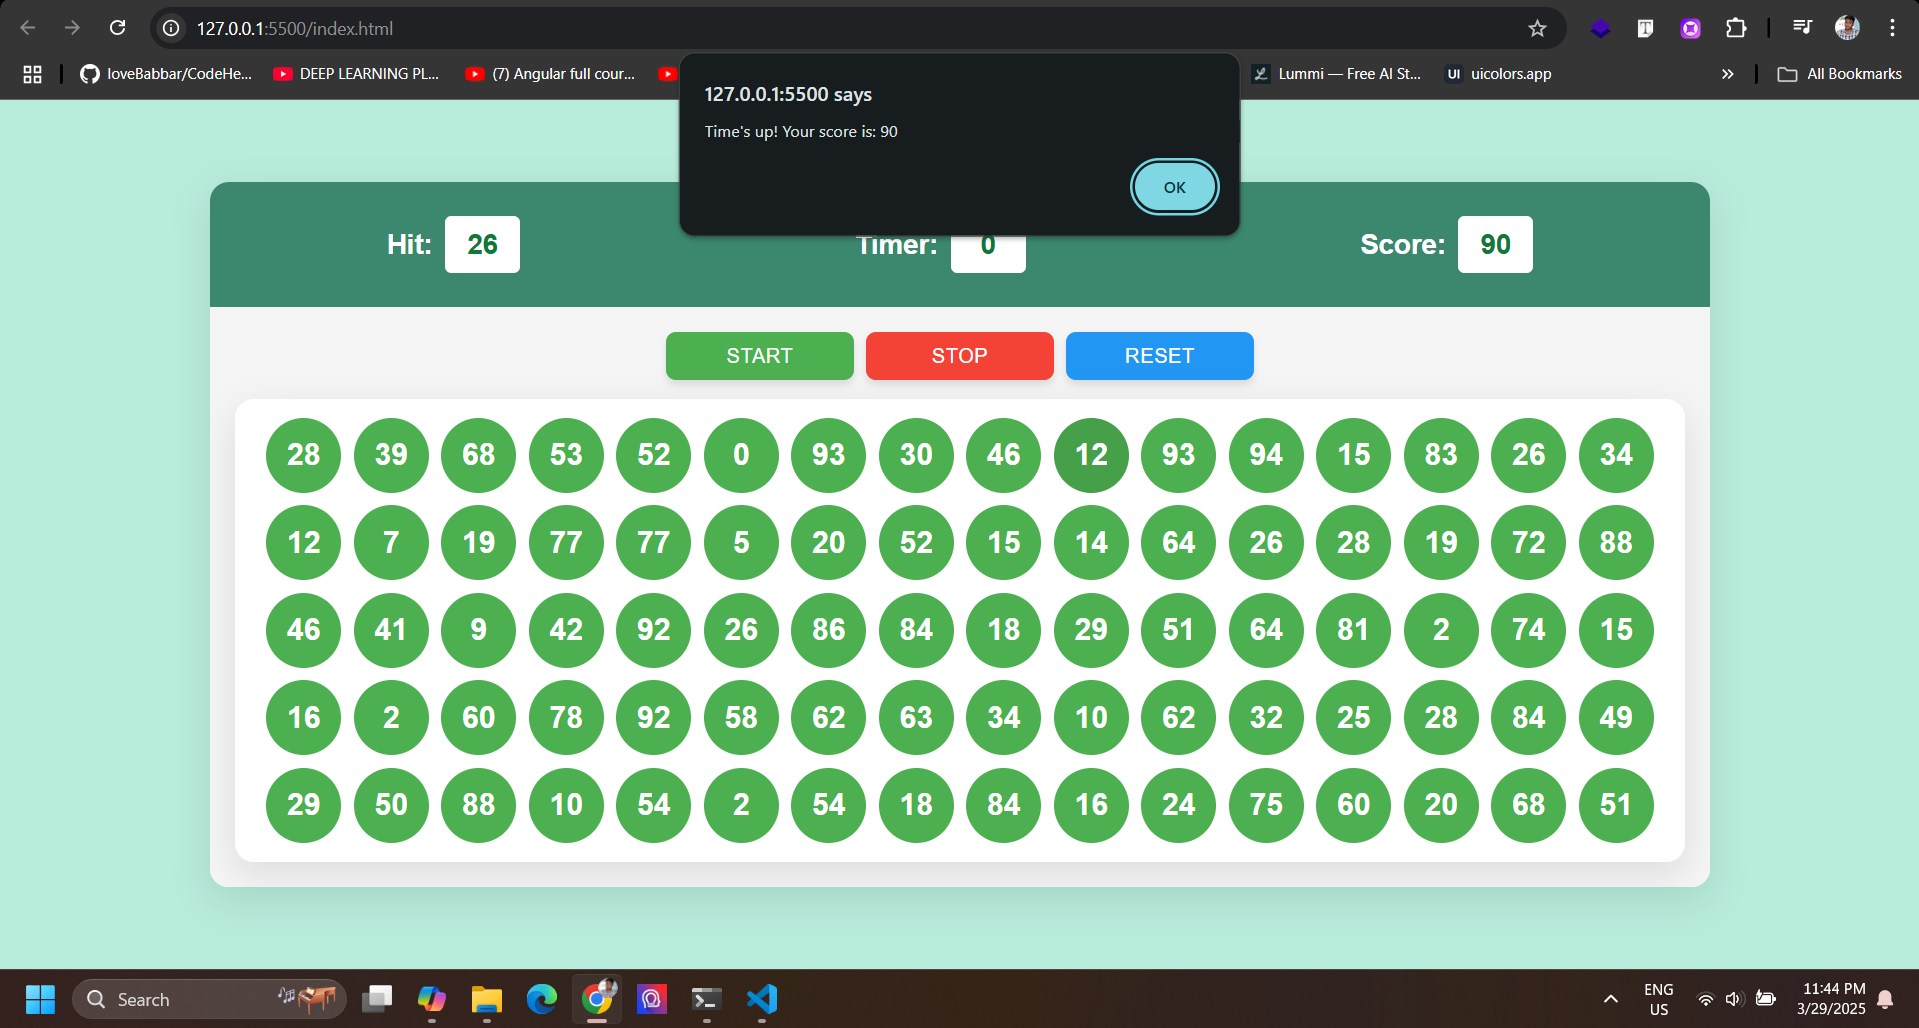 127.0.0.1:5500/index.html
loveBabbar/CodeHe...
DEEP LEARNING PL...
(7) Angular full cour...
Lummi — Free AI St...
UI uicolors.app
All Bookmarks
127.0.0.1:5500 says
Time's up! Your score is: 90
OK
Hit: 26
Timer: 0
Score: 90
START
STOP
RESET
28 39 68 53 52 0 93 30 46 12 93 94 15 83 26 34
12 7 19 77 77 5 20 52 15 14 64 26 28 19 72 88
46 41 9 42 92 26 86 84 18 29 51 64 81 2 74 15
16 2 60 78 92 58 62 63 34 10 62 32 25 28 84 49
29 50 88 10 54 2 54 18 84 16 24 75 60 20 68 51
Search
ENG
US
11:44 PM
3/29/2025